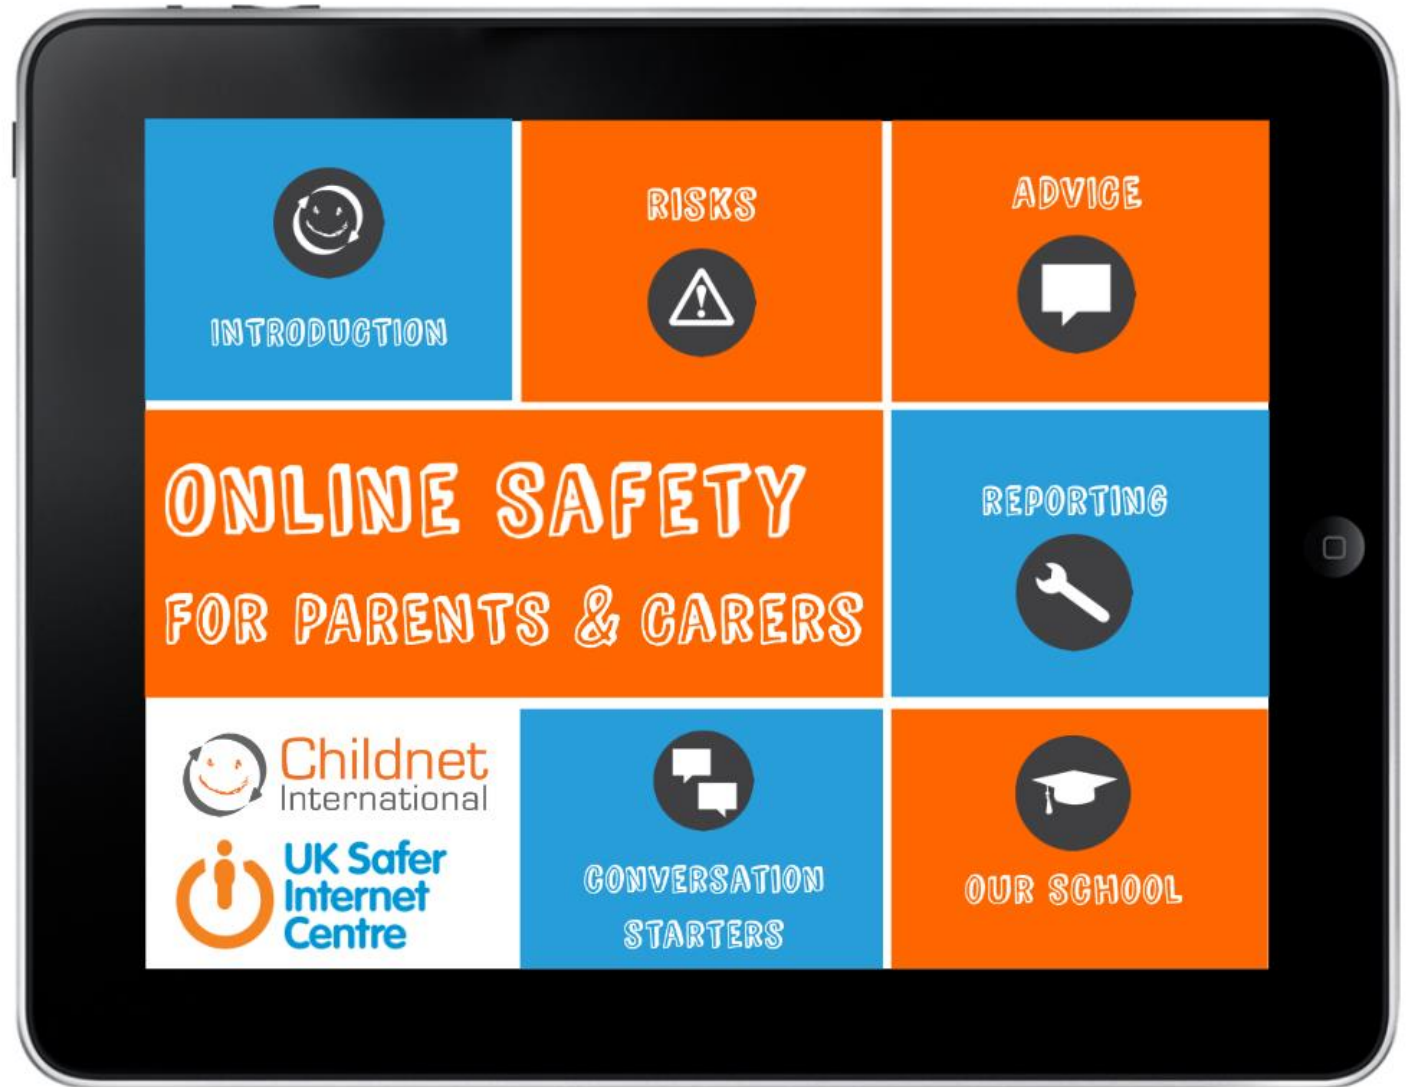 INTRODUCTION
RISKS
ADVICE
ONLINE SAFETY
FOR PARENTS & CARERS
REPORTING
Childnet
International
UK Safer
Internet
Centre
CONVERSATION
STARTERS
OUR SCHOOL